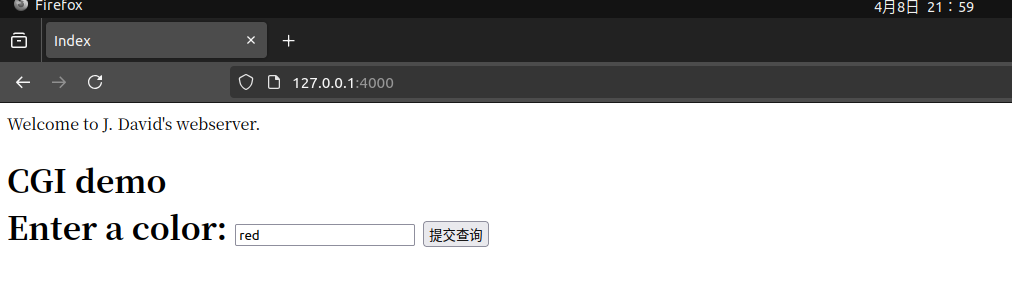 Firefox
4月8日 21：59
Index
127.0.0.1:4000
Welcome to J. David's webserver.
CGI demo
Enter a color: red 提交查询